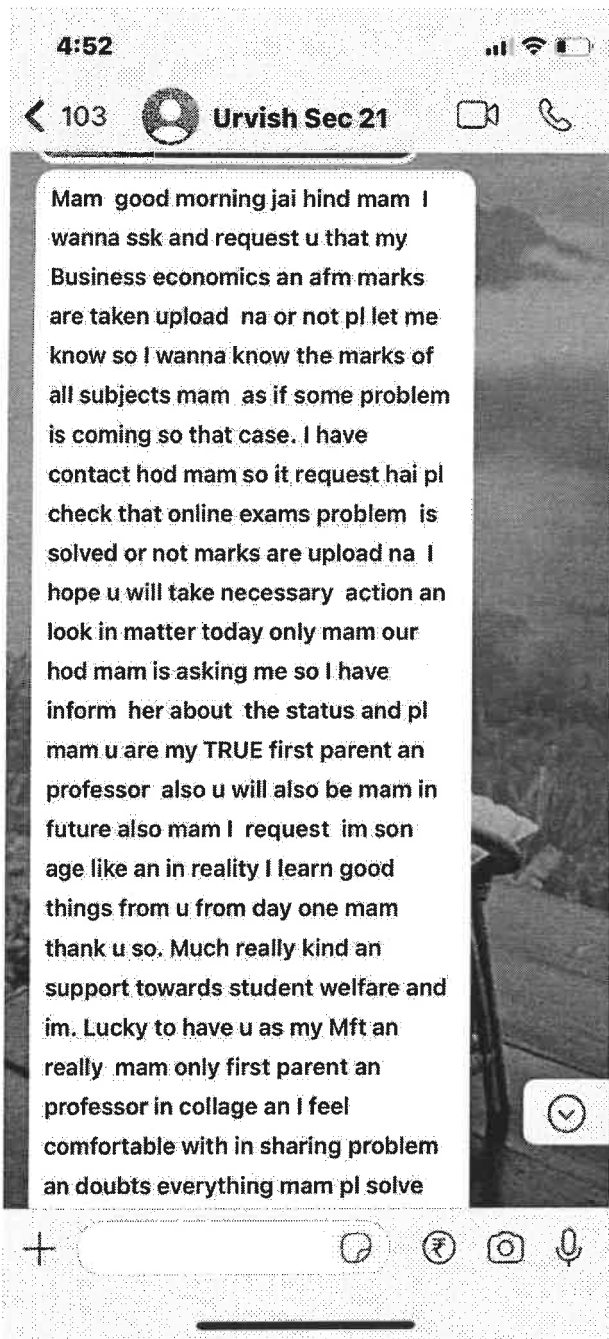 4:52
103 Urvish Sec 21
Mam good morning jai hind mam I
wanna ssk and request u that my
Business economics an afm marks
are taken upload na or not pl let me
know so I wanna know the marks of
all subjects mam as if some problem
is coming so that case. I have
contact hod mam so it request hai pl
check that online exams problem is
solved or not marks are upload na I
hope u will take necessary action an
look in matter today only mam our
hod mam is asking me so I have
inform her about the status and pl
mam u are my TRUE first parent an
professor also u will also be mam in
future also mam I request im son
age like an in reality I learn good
things from u from day one mam
thank u so. Much really kind an
support towards student welfare and
im. Lucky to have u as my Mft an
really mam only first parent an
professor in collage an I feel
comfortable with in sharing problem
an doubts everything mam pl solve
₹